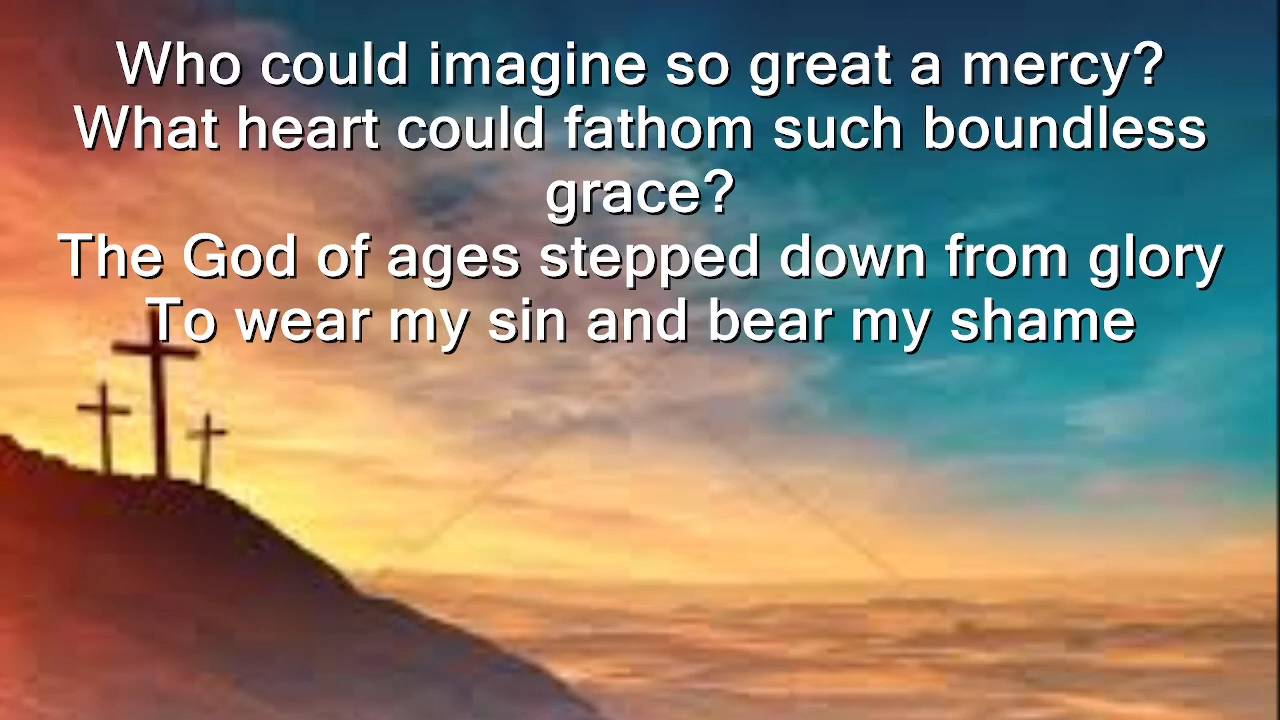 Who could imagine so great a mercy?
What heart could fathom such boundless
grace?
The God of ages stepped down from glory
To wear my sin and bear my shame